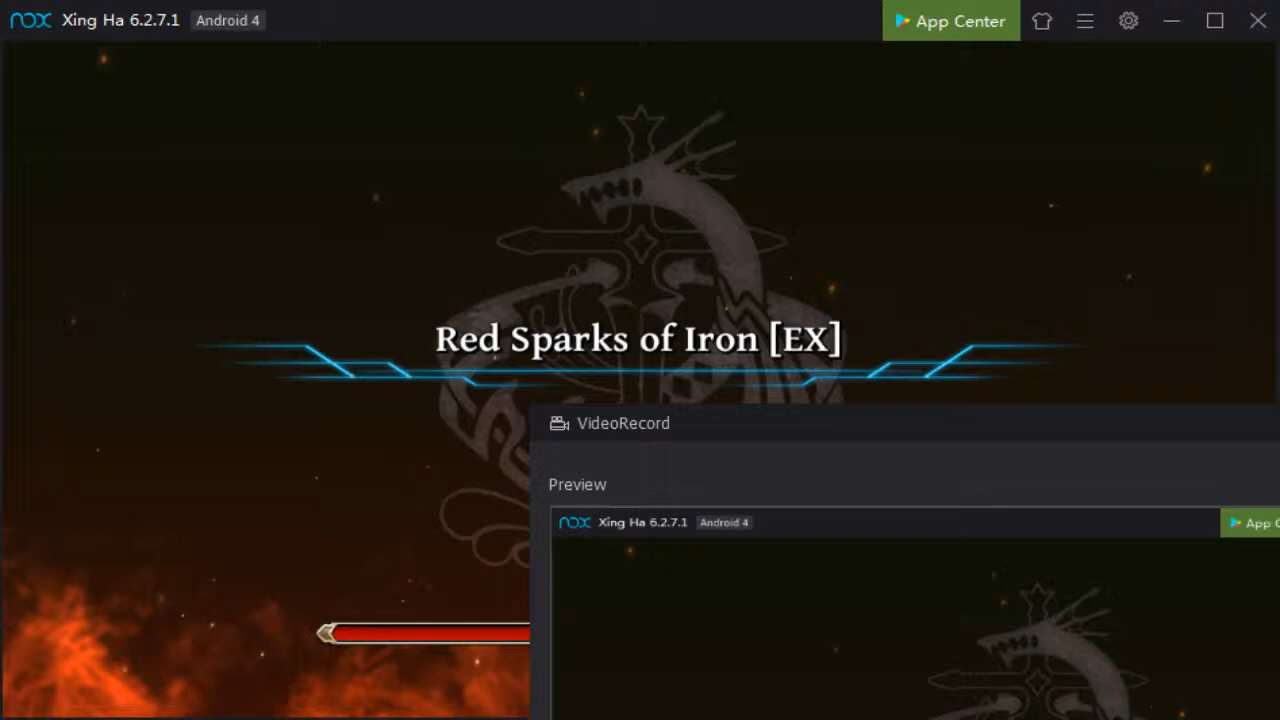 nox Xing Ha 6.2.7.1 Android 4 App Center
Red Sparks of Iron [EX]
VideoRecord
Preview
nox Xing Ha 6.2.7.1 Android 4 App C